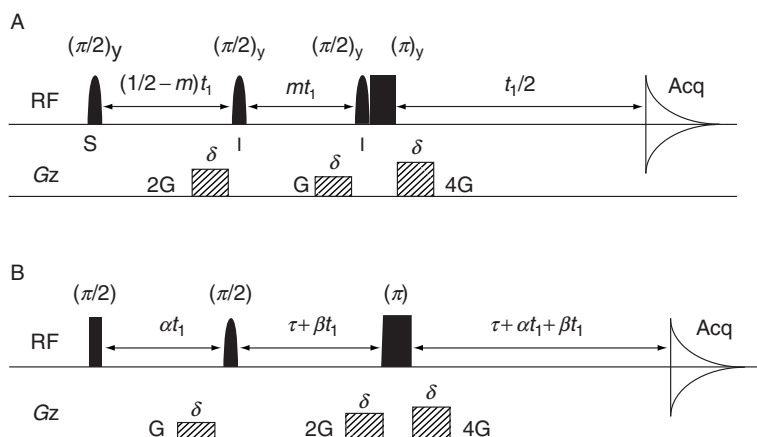 A
(π/2)y (π/2)y (π/2)y (π)y
(1/2 – m)t1 mt1 t1/2 Acq
RF
S I I
δ δ δ
Gz 2G G 4G
B
(π/2) (π/2) (π)
αt1 τ + βt1 τ + αt1 + βt1 Acq
RF
δ δ δ
Gz G 2G 4G